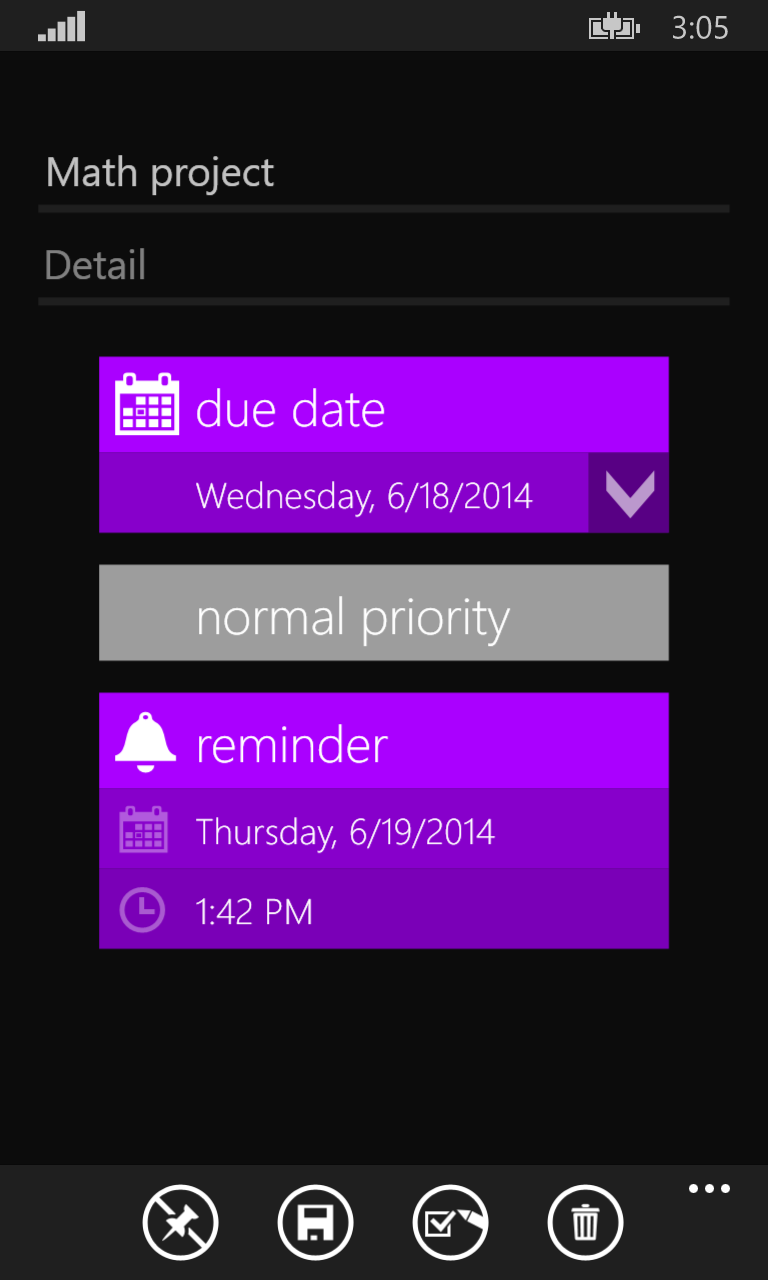 3:05
Math project
Detail
due date
Wednesday, 6/18/2014
normal priority
reminder
Thursday, 6/19/2014
1:42 PM